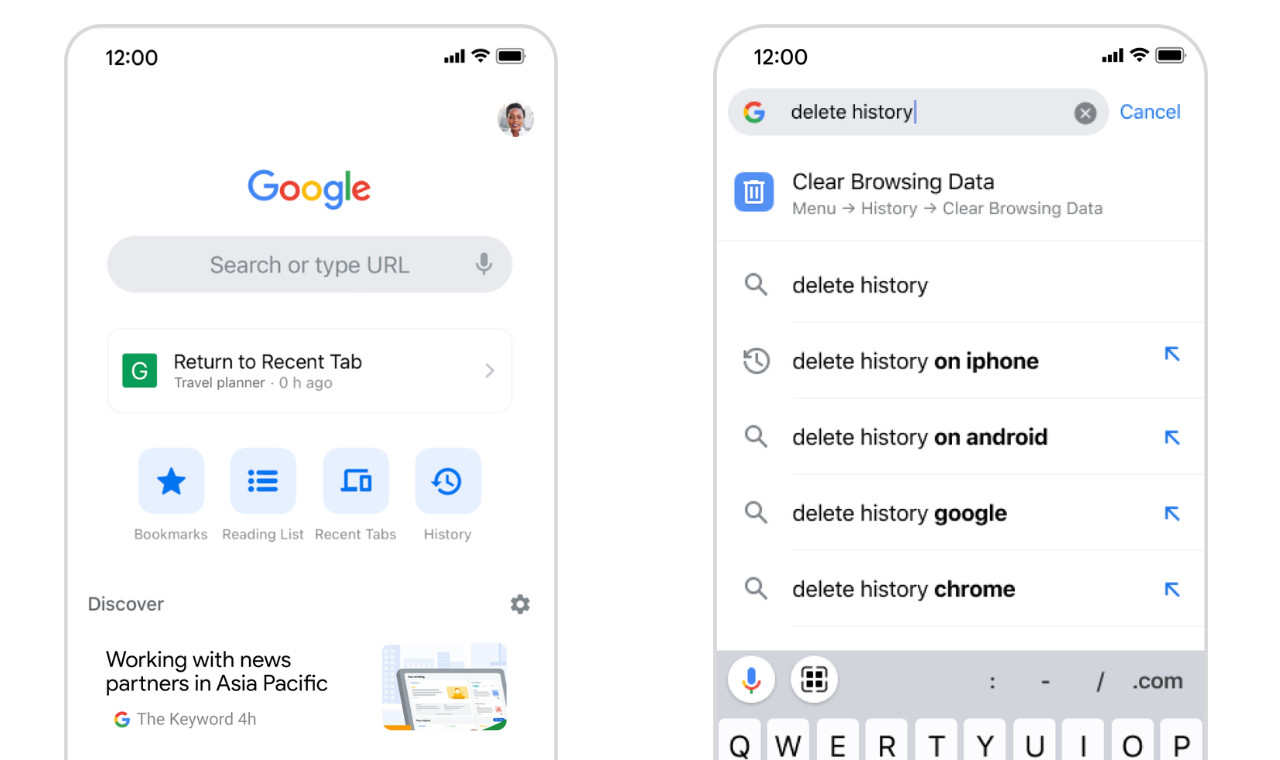 12:00
Google
Search or type URL
G
Return to Recent Tab
Travel planner · 0 h ago
Bookmarks
Reading List
Recent Tabs
History
Discover
Working with news
partners in Asia Pacific
G The Keyword 4h
12:00
G delete history
Cancel
Clear Browsing Data
Menu → History → Clear Browsing Data
delete history
delete history on iphone
delete history on android
delete history google
delete history chrome
: - / .com
Q W E R T Y U I O P